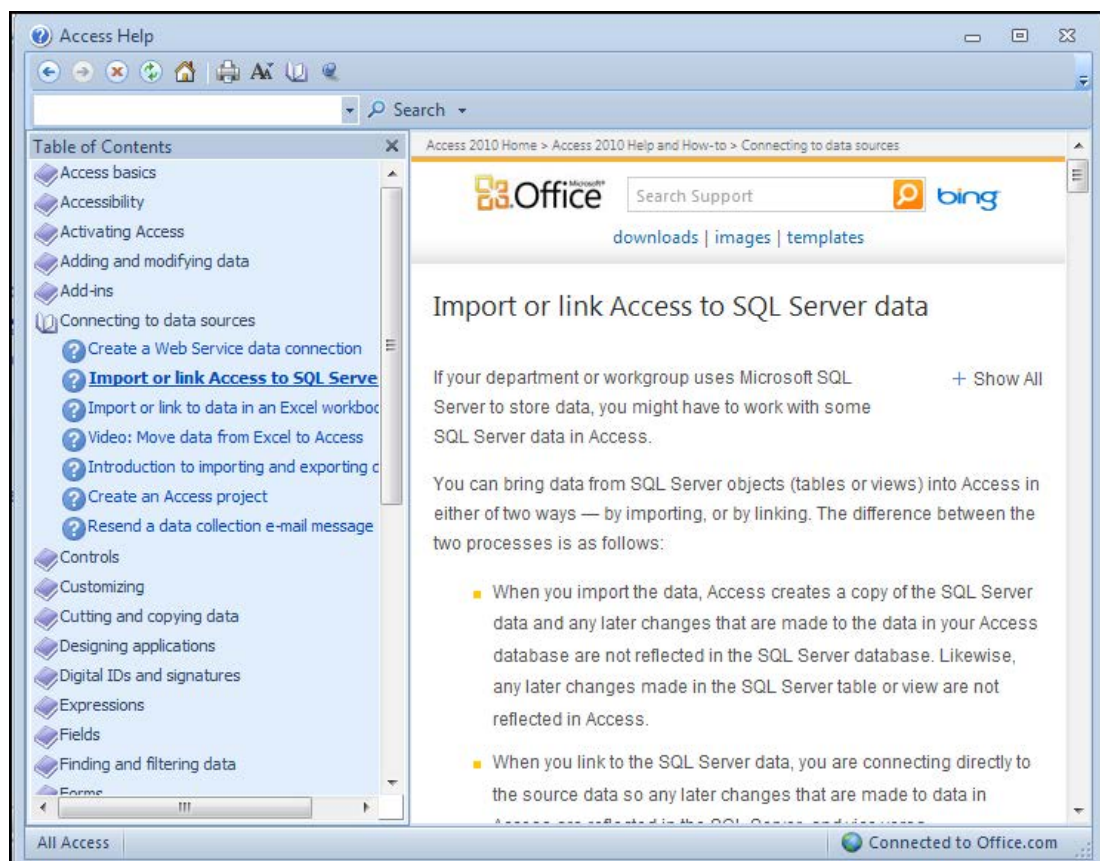 Access Help
Search
Table of Contents
Access basics
Accessibility
Activating Access
Adding and modifying data
Add-ins
Connecting to data sources
Create a Web Service data connection
Import or link Access to SQL Serve
Import or link to data in an Excel workboo
Video: Move data from Excel to Access
Introduction to importing and exporting
Create an Access project
Resend a data collection e-mail message
Controls
Customizing
Cutting and copying data
Designing applications
Digital IDs and signatures
Expressions
Fields
Finding and filtering data
Forms
Access 2010 Home > Access 2010 Help and How-to > Connecting to data sources
Microsoft®
Office
Search Support
bing
downloads | images | templates
Import or link Access to SQL Server data
If your department or workgroup uses Microsoft SQL
+ Show All
Server to store data, you might have to work with some
SQL Server data in Access.
You can bring data from SQL Server objects (tables or views) into Access in
either of two ways — by importing, or by linking. The difference between the
two processes is as follows:
When you import the data, Access creates a copy of the SQL Server
data and any later changes that are made to the data in your Access
database are not reflected in the SQL Server database. Likewise,
any later changes made in the SQL Server table or view are not
reflected in Access.
When you link to the SQL Server data, you are connecting directly to
the source data so any later changes that are made to data in
Access are reflected in the SQL Server, and vice versa.
All Access
Connected to Office.com